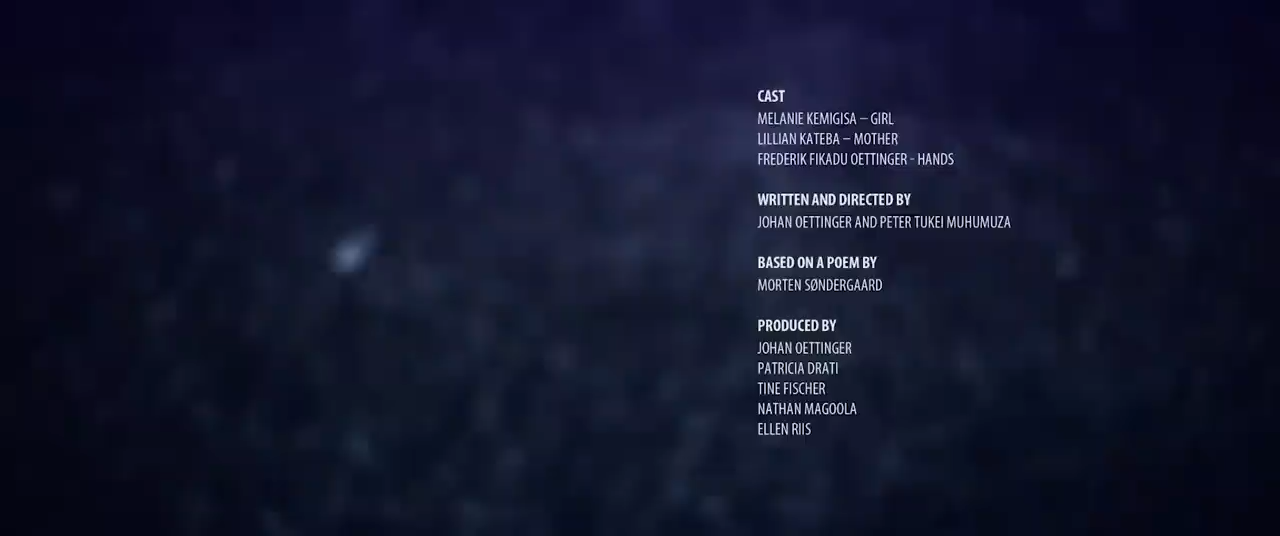 CAST
MELANIE KEMIGISA – GIRL
LILLIAN KATEBA – MOTHER
FREDERIK FIKADU OETTINGER - HANDS
WRITTEN AND DIRECTED BY
JOHAN OETTINGER AND PETER TUKEI MUHUMUZA
BASED ON A POEM BY
MORTEN SØNDERGAARD
PRODUCED BY
JOHAN OETTINGER
PATRICIA DRATI
TINE FISCHER
NATHAN MAGOOLA
ELLEN RIIS